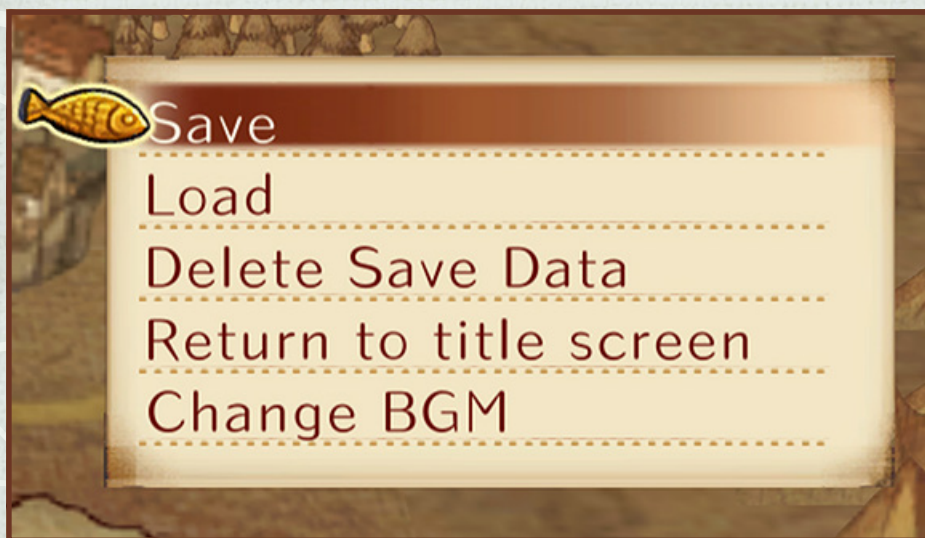 Save
Load
Delete Save Data
Return to title screen
Change BGM